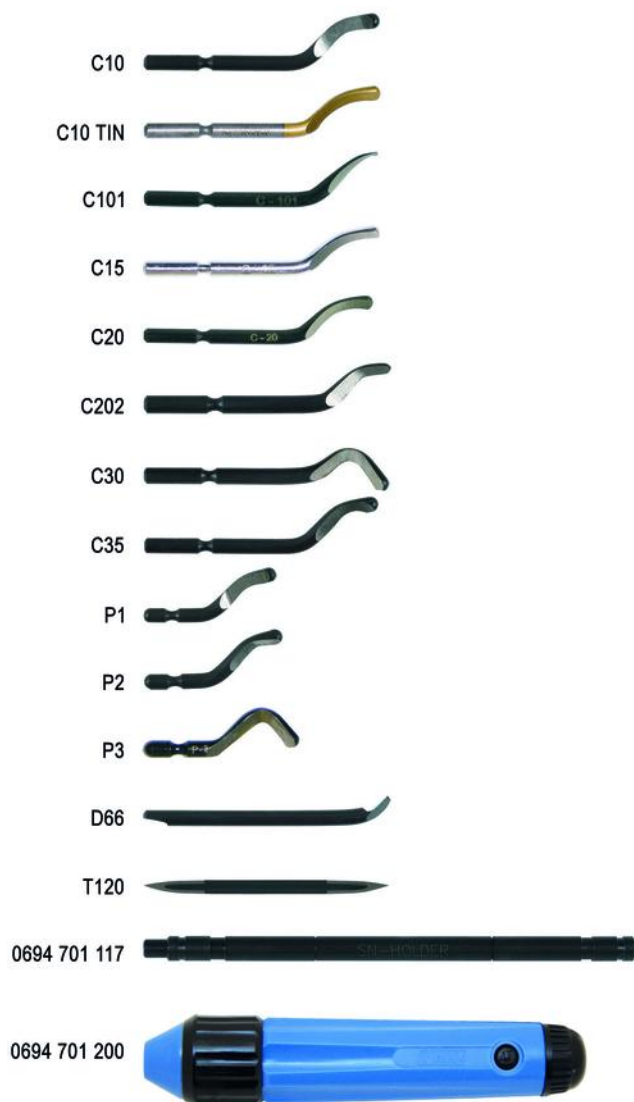 C10
C10 TIN
C101
C - 101
C15
C20
C-20
C202
C30
C35
P1
P2
P3
D66
T120
0694 701 117
SN-HOLDER
0694 701 200